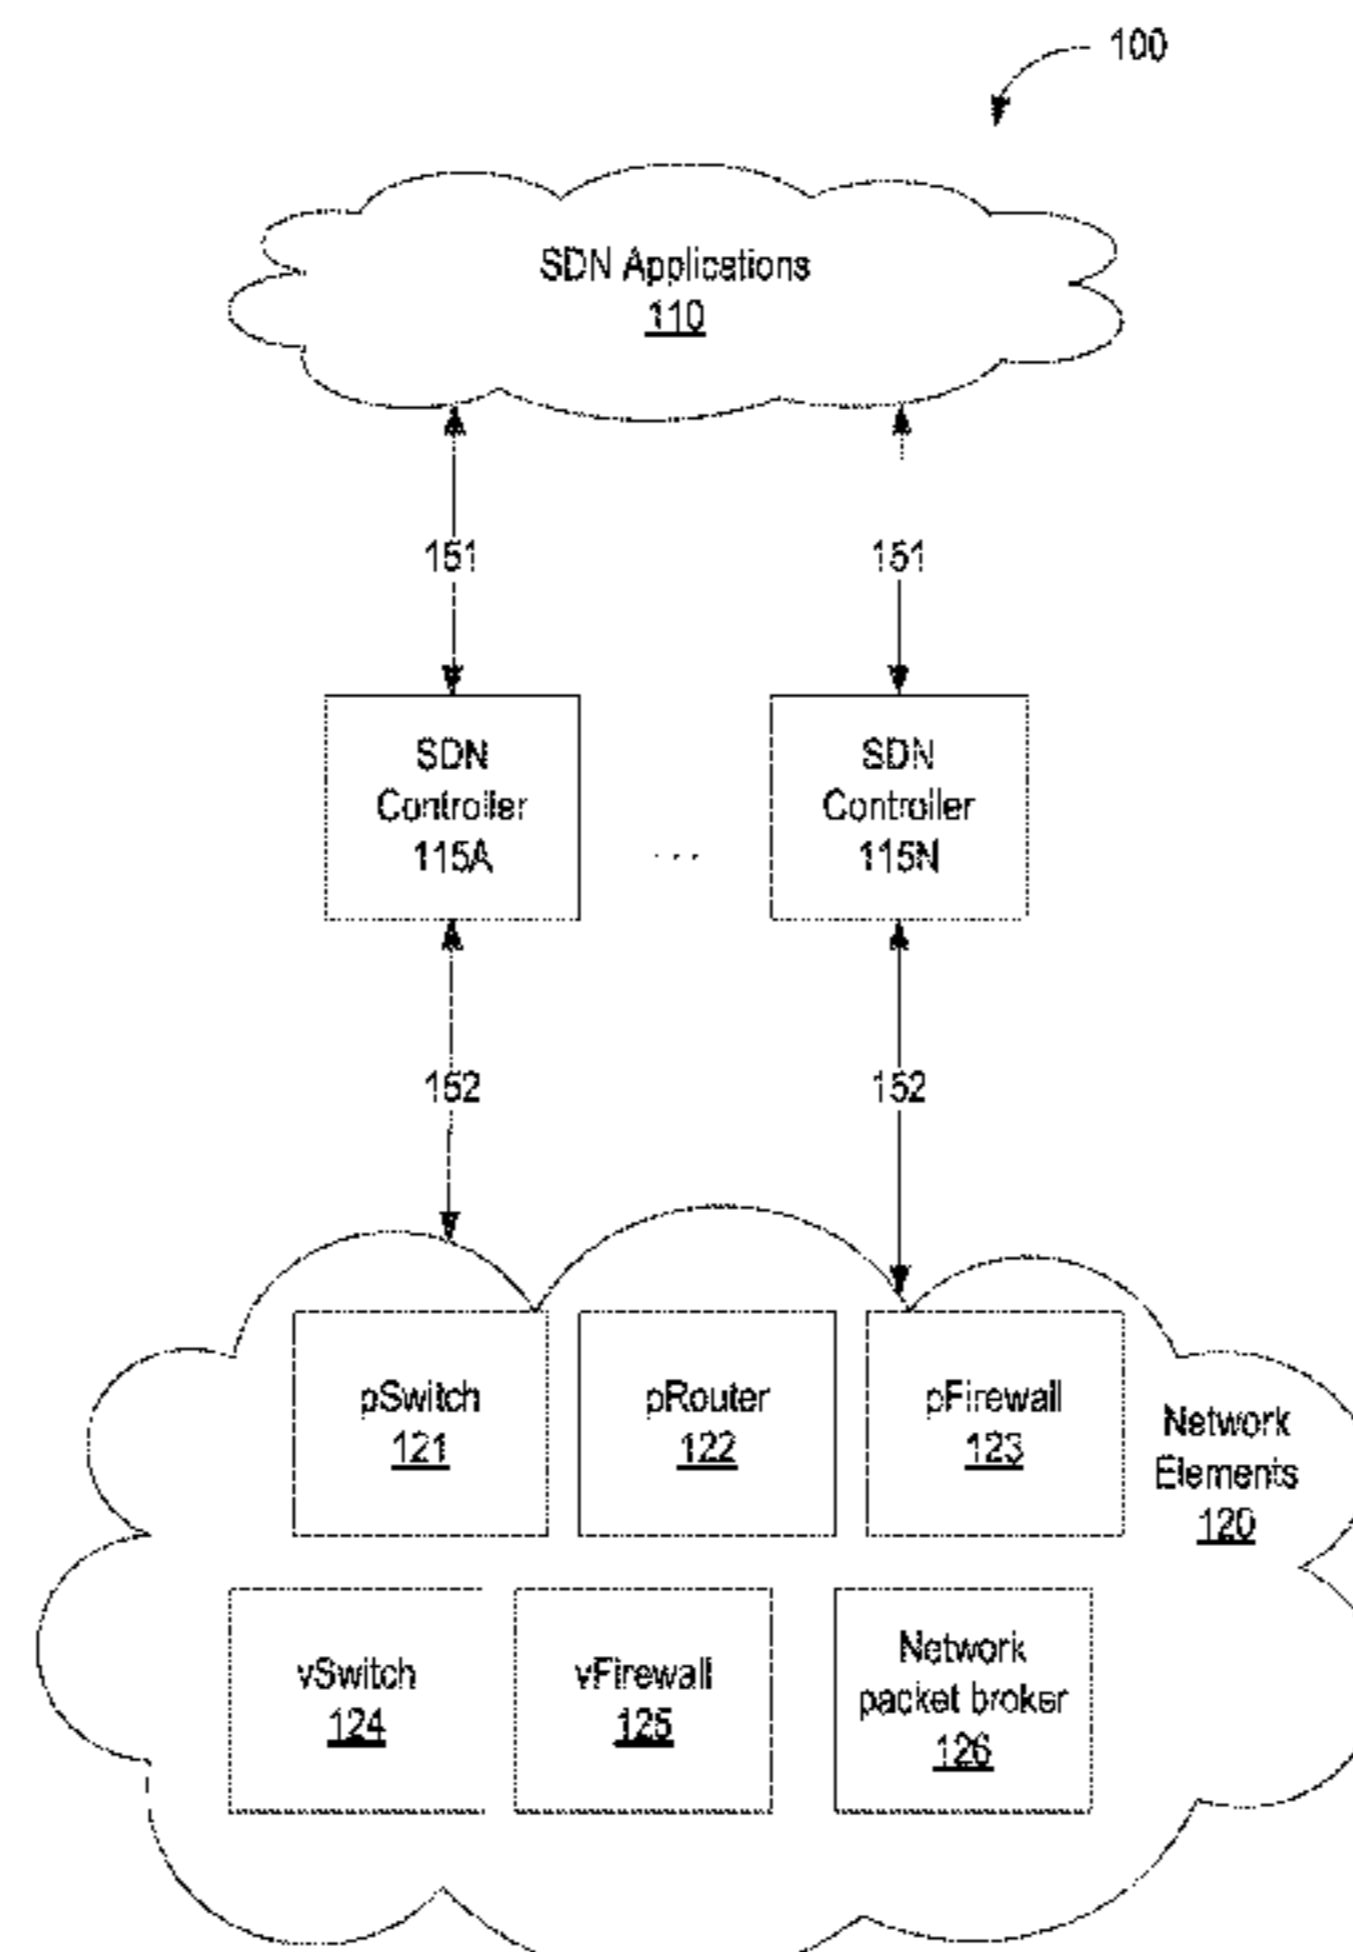 100
SDN Applications
110
151
151
SDN
Controller
115A
...
SDN
Controller
115N
152
152
pSwitch
121
pRouter
122
pFirewall
123
Network
Elements
120
vSwitch
124
vFirewall
125
Network
packet broker
126